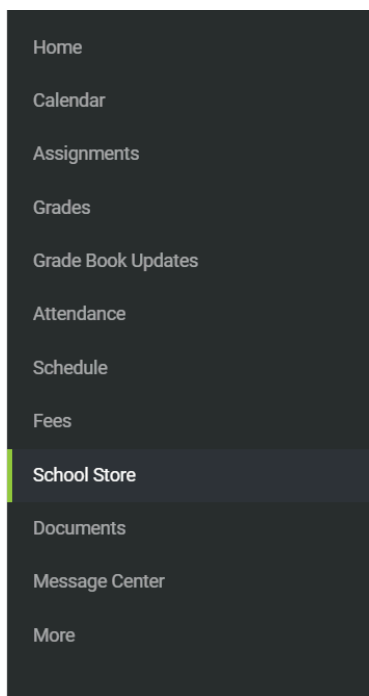 Home
Calendar
Assignments
Grades
Grade Book Updates
Attendance
Schedule
Fees
School Store
Documents
Message Center
More